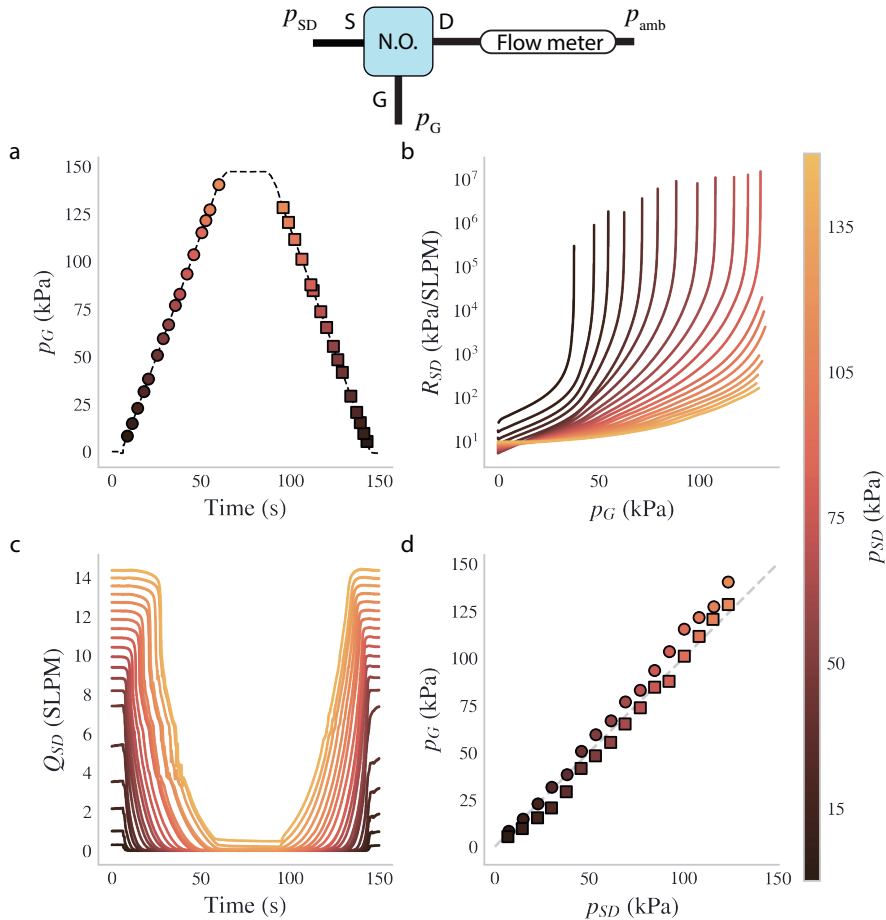 p_SD S N.O. D Flow meter p_amb
G p_G
a
150
125
100
75
50
25
0
p_G (kPa)
0 50 100 150
Time (s)
b
10^7
10^6
10^5
10^4
10^3
10^2
10^1
R_SD (kPa/SLPM)
0 50 100
p_G (kPa)
135
105
75
50
15
p_SD (kPa)
c
14
12
10
8
6
4
2
0
Q_SD (SLPM)
0 50 100 150
Time (s)
d
150
125
100
75
50
25
0
p_G (kPa)
0 50 100 150
p_SD (kPa)